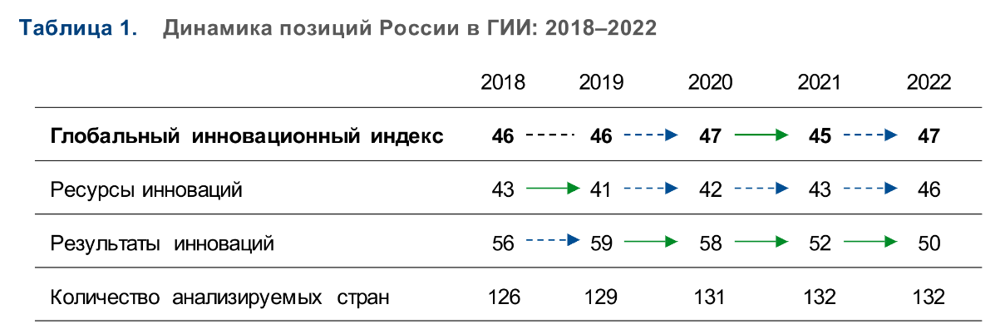 Таблица 1. Динамика позиций России в ГИИ: 2018–2022
2018 2019 2020 2021 2022
Глобальный инновационный индекс 46 46 47 45 47
Ресурсы инноваций 43 41 42 43 46
Результаты инноваций 56 59 58 52 50
Количество анализируемых стран 126 129 131 132 132